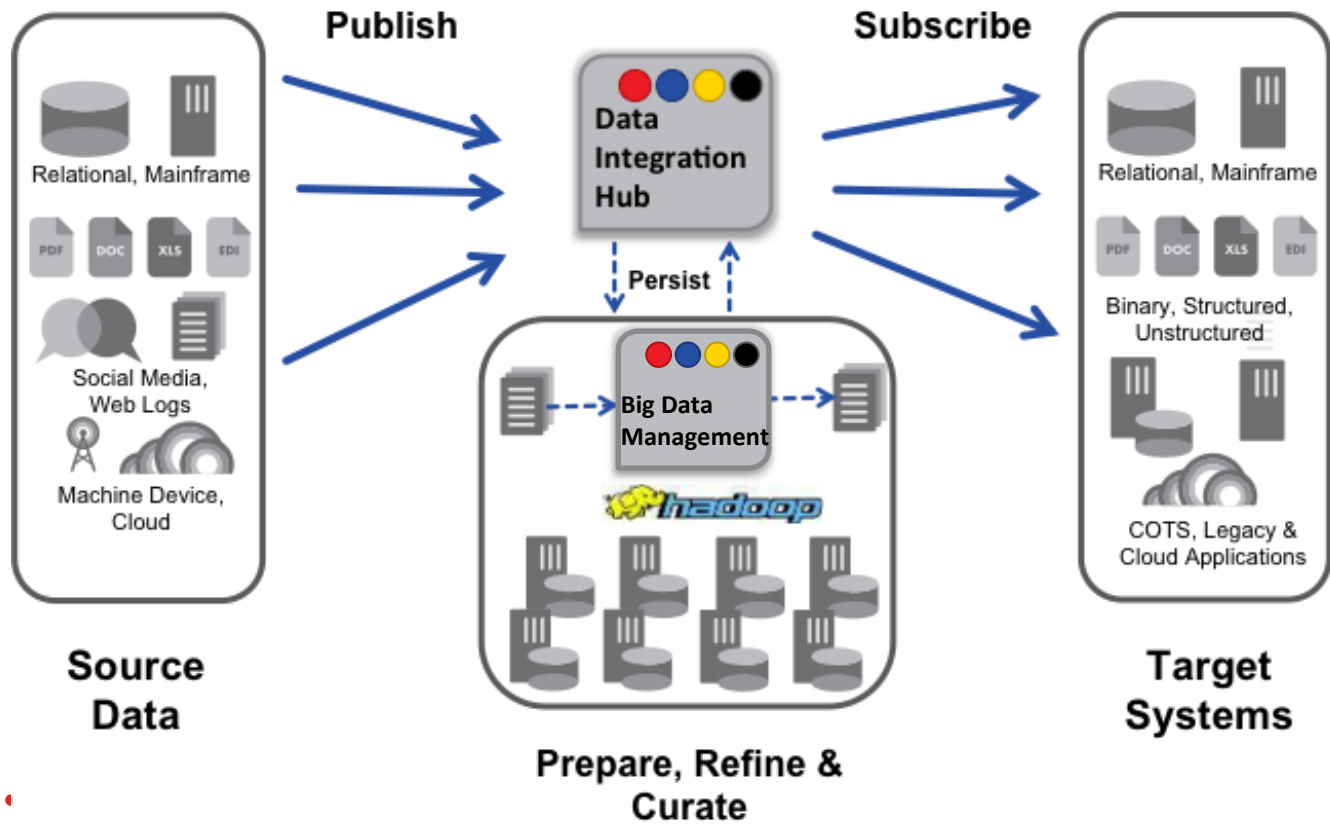 Publish
Subscribe
Relational, Mainframe
PDF DOC XLS EDI
Social Media,
Web Logs
Machine Device,
Cloud
Source
Data
Data
Integration
Hub
Persist
Big Data
Management
hadoop
Prepare, Refine &
Curate
Relational, Mainframe
PDF DOC XLS EDI
Binary, Structured,
Unstructured
COTS, Legacy &
Cloud Applications
Target
Systems